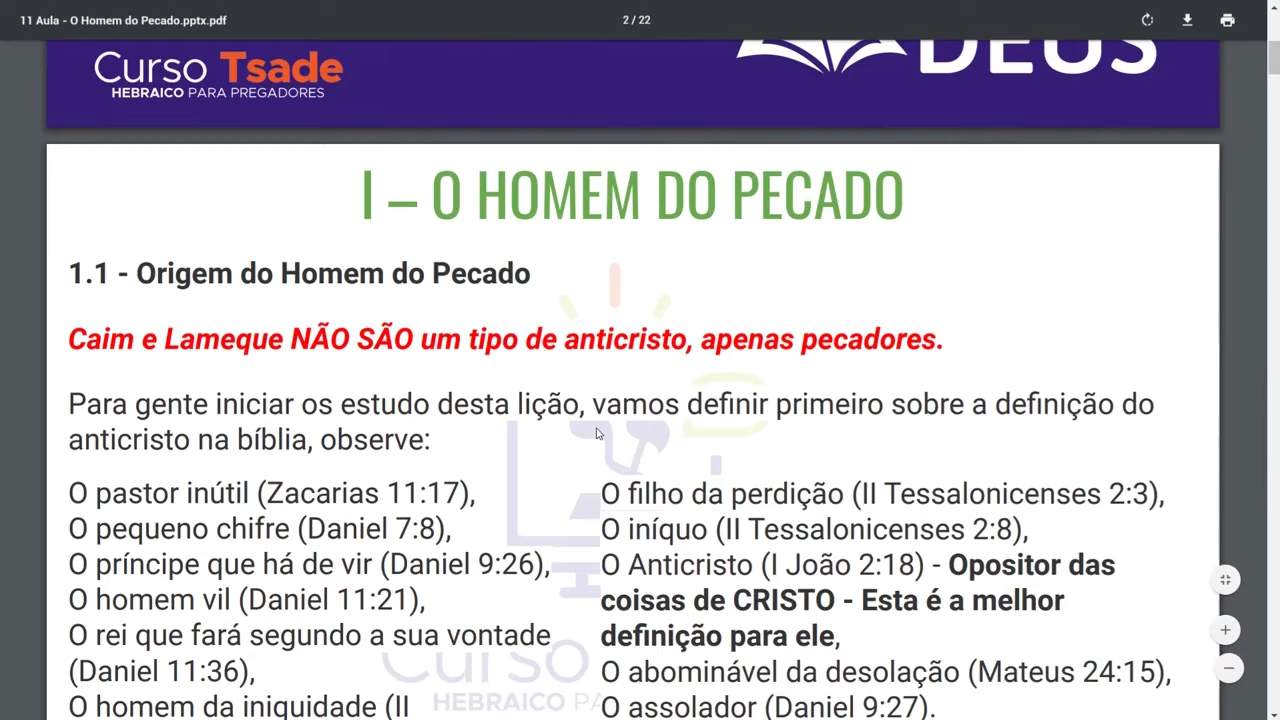 11 Aula - O Homem do Pecado.pptx.pdf
2 / 22
Curso Tsade
HEBRAICO PARA PREGADORES
DEUS
I – O HOMEM DO PECADO
1.1 - Origem do Homem do Pecado
Caim e Lameque NÃO SÃO um tipo de anticristo, apenas pecadores.
Para gente iniciar os estudo desta lição, vamos definir primeiro sobre a definição do
anticristo na bíblia, observe:
O pastor inútil (Zacarias 11:17),
O pequeno chifre (Daniel 7:8),
O príncipe que há de vir (Daniel 9:26),
O homem vil (Daniel 11:21),
O rei que fará segundo a sua vontade
(Daniel 11:36),
O homem da iniquidade (II
O filho da perdição (II Tessalonicenses 2:3),
O iníquo (II Tessalonicenses 2:8),
O Anticristo (I João 2:18) - Opositor das
coisas de CRISTO - Esta é a melhor
definição para ele,
O abominável da desolação (Mateus 24:15),
O assolador (Daniel 9:27).
Curso
HEBRAICO PA